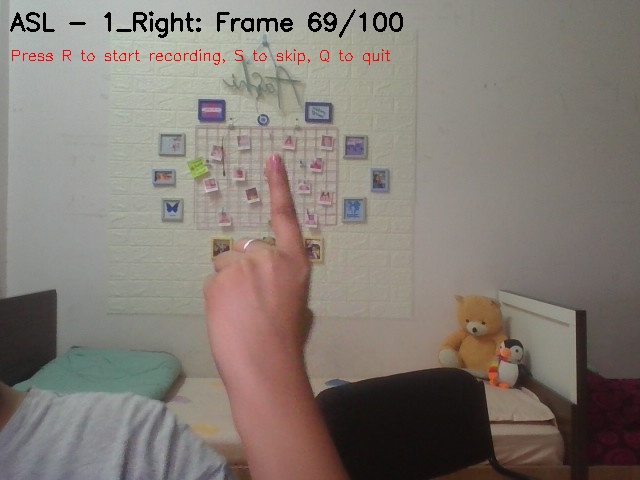 ASL - 1_Right: Frame 69/100
Press R to start recording, S to skip, Q to quit